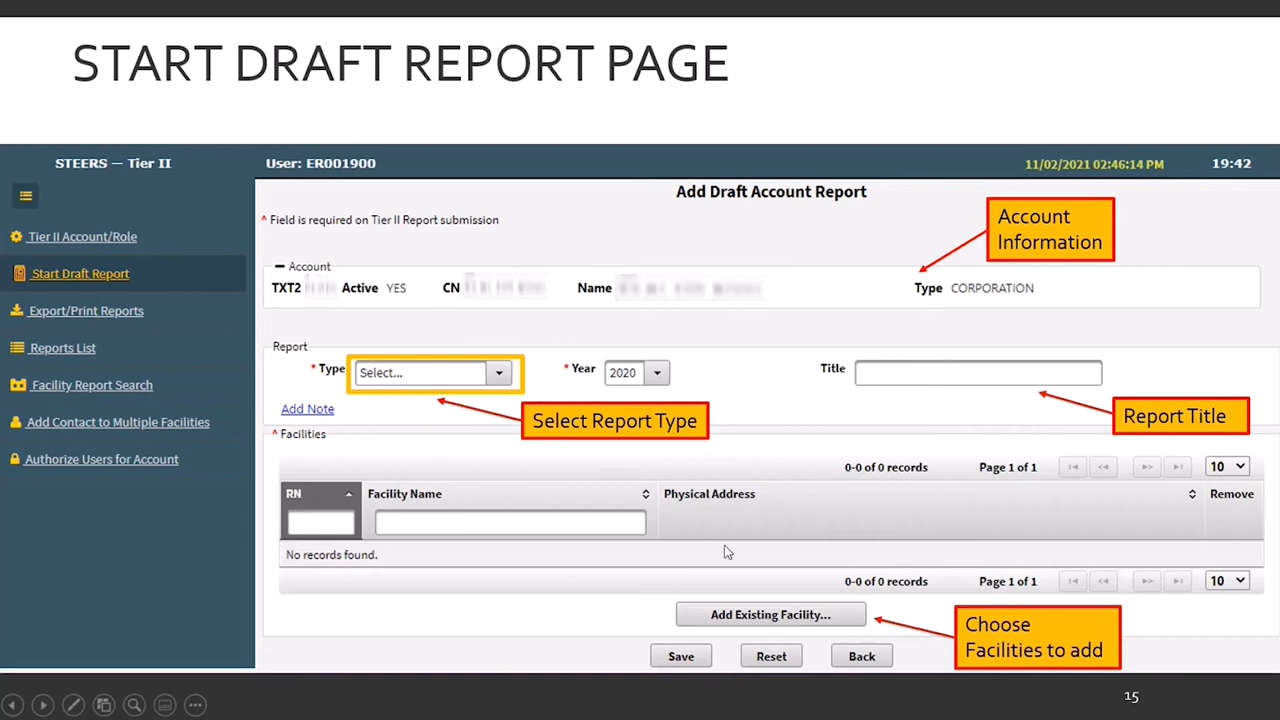 START DRAFT REPORT PAGE
STEERS — Tier II
User: ER001900
11/02/2021 02:46:14 PM
19:42
Tier II Account/Role
Start Draft Report
Export/Print Reports
Reports List
Facility Report Search
Add Contact to Multiple Facilities
Authorize Users for Account
Add Draft Account Report
^ Field is required on Tier II Report submission
Account
Information
Account
TXT2
Active YES
CN
Name
Type CORPORATION
Report
* Type Select...
* Year 2020
Title
Add Note
Select Report Type
Report Title
^ Facilities
0-0 of 0 records
Page 1 of 1
10
RN
Facility Name
Physical Address
Remove
No records found.
0-0 of 0 records
Page 1 of 1
10
Add Existing Facility...
Choose
Facilities to add
Save
Reset
Back
15